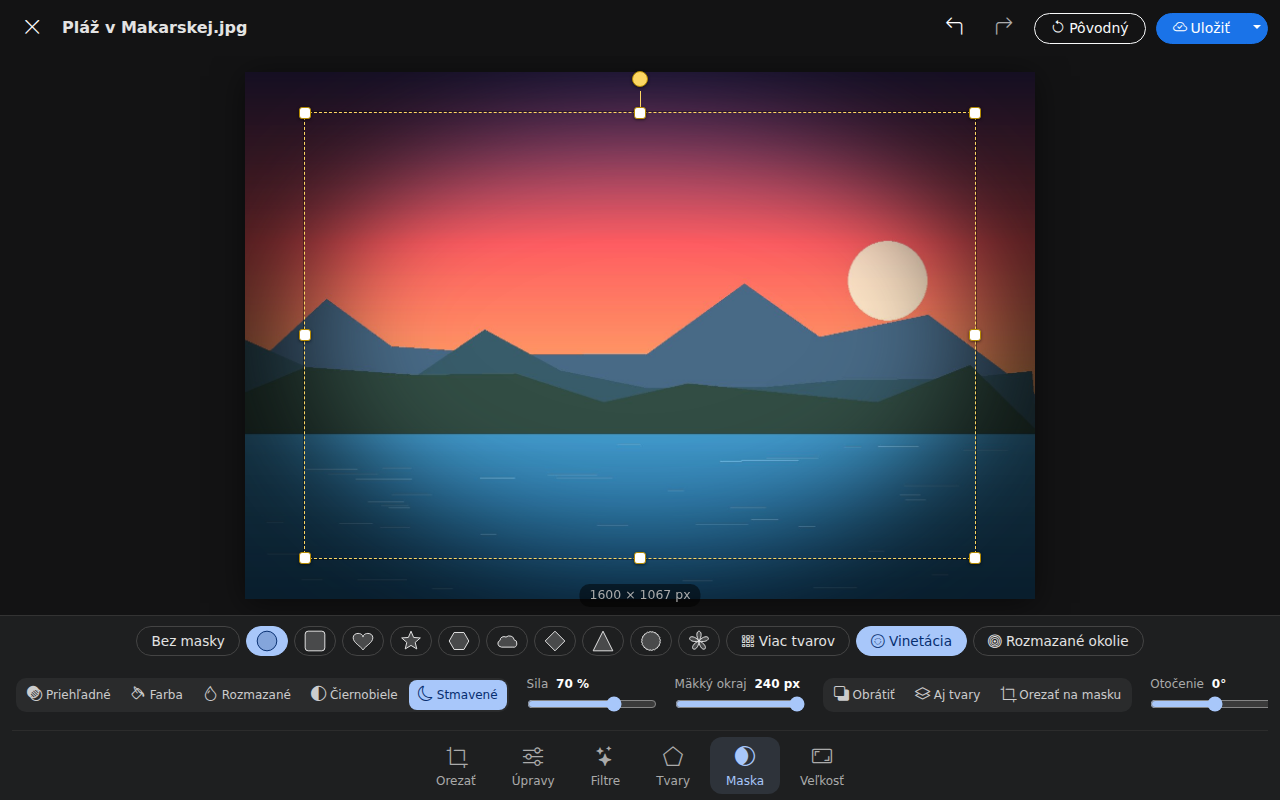 Pláž v Makarskej.jpg
Pôvodný
Uložiť
1600 × 1067 px
Bez masky
Viac tvarov
Vinetácia
Rozmazané okolie
Priehľadné
Farba
Rozmazané
Čiernobiele
Stmavené
Sila 70 %
Mäkký okraj 240 px
Obrátiť
Aj tvary
Orezať na masku
Otočenie 0°
Orezať
Úpravy
Filtre
Tvary
Maska
Veľkosť